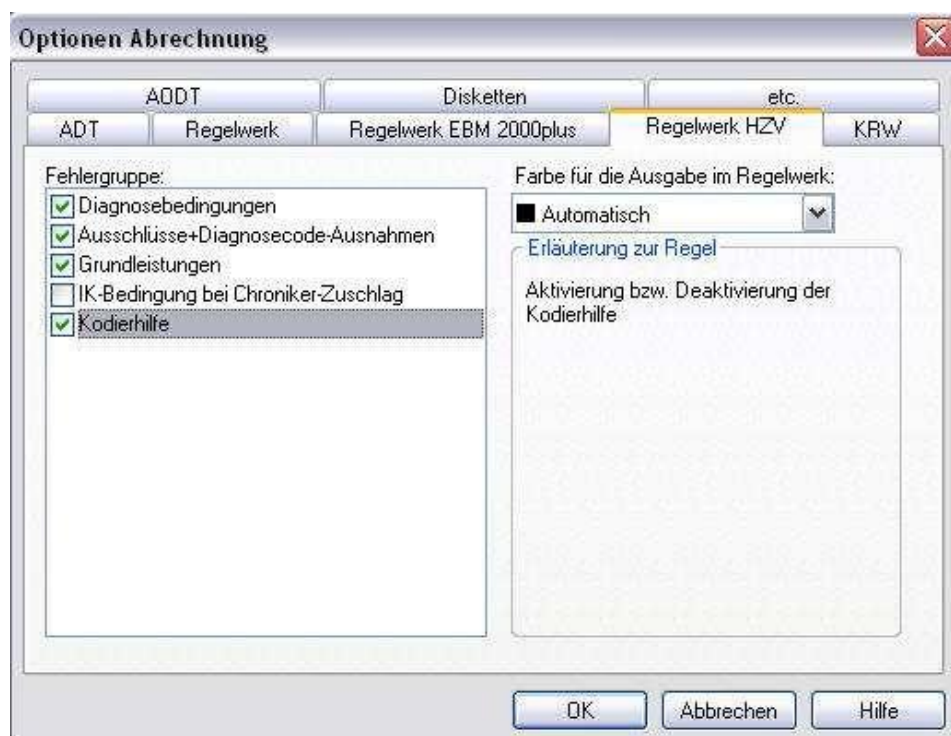 Optionen Abrechnung
AODT
Disketten
etc.
ADT
Regelwerk
Regelwerk EBM 2000plus
Regelwerk HZV
KRW
Fehlergruppe:
Diagnosebedingungen
Ausschlüsse+Diagnosecode-Ausnahmen
Grundleistungen
IK-Bedingung bei Chroniker-Zuschlag
Kodierhilfe
Farbe für die Ausgabe im Regelwerk:
Automatisch
Erläuterung zur Regel
Aktivierung bzw. Deaktivierung der
Kodierhilfe
OK
Abbrechen
Hilfe